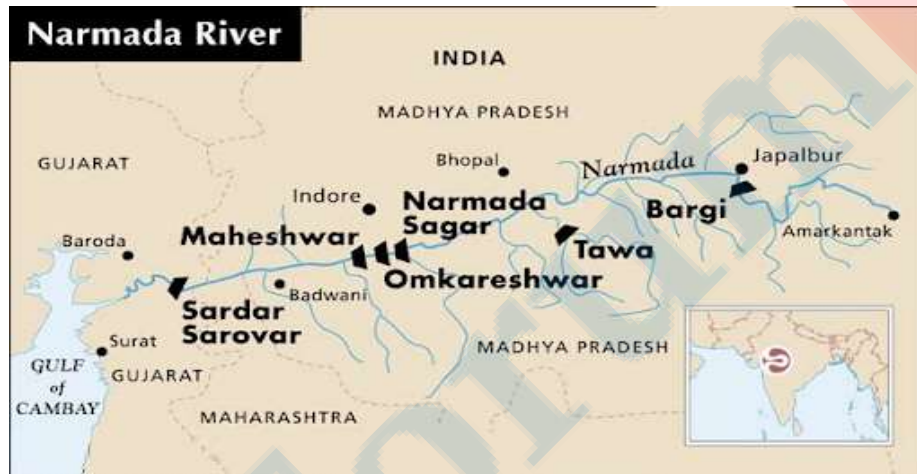 Narmada River
INDIA
MADHYA PRADESH
GUJARAT
Bhopal
Narmada
Japalbur
Indore
Narmada
Sagar
Bargi
Amarkantak
Baroda
Maheshwar
Tawa
Omkareshwar
Badwani
Sardar
Sarovar
Surat
MADHYA PRADESH
GULF
of
CAMBAY
GUJARAT
MAHARASHTRA